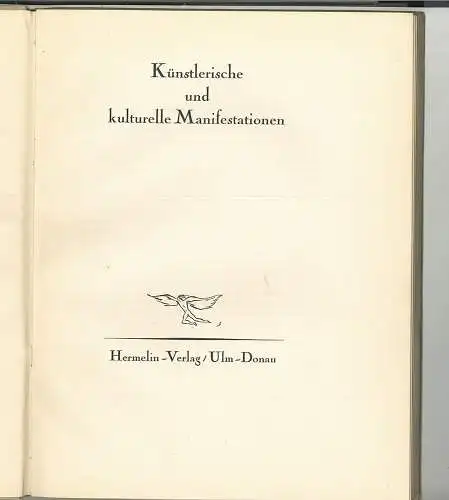 Künstlerische
und
kulturelle Manifestationen
Hermelin-Verlag / Ulm-Donau